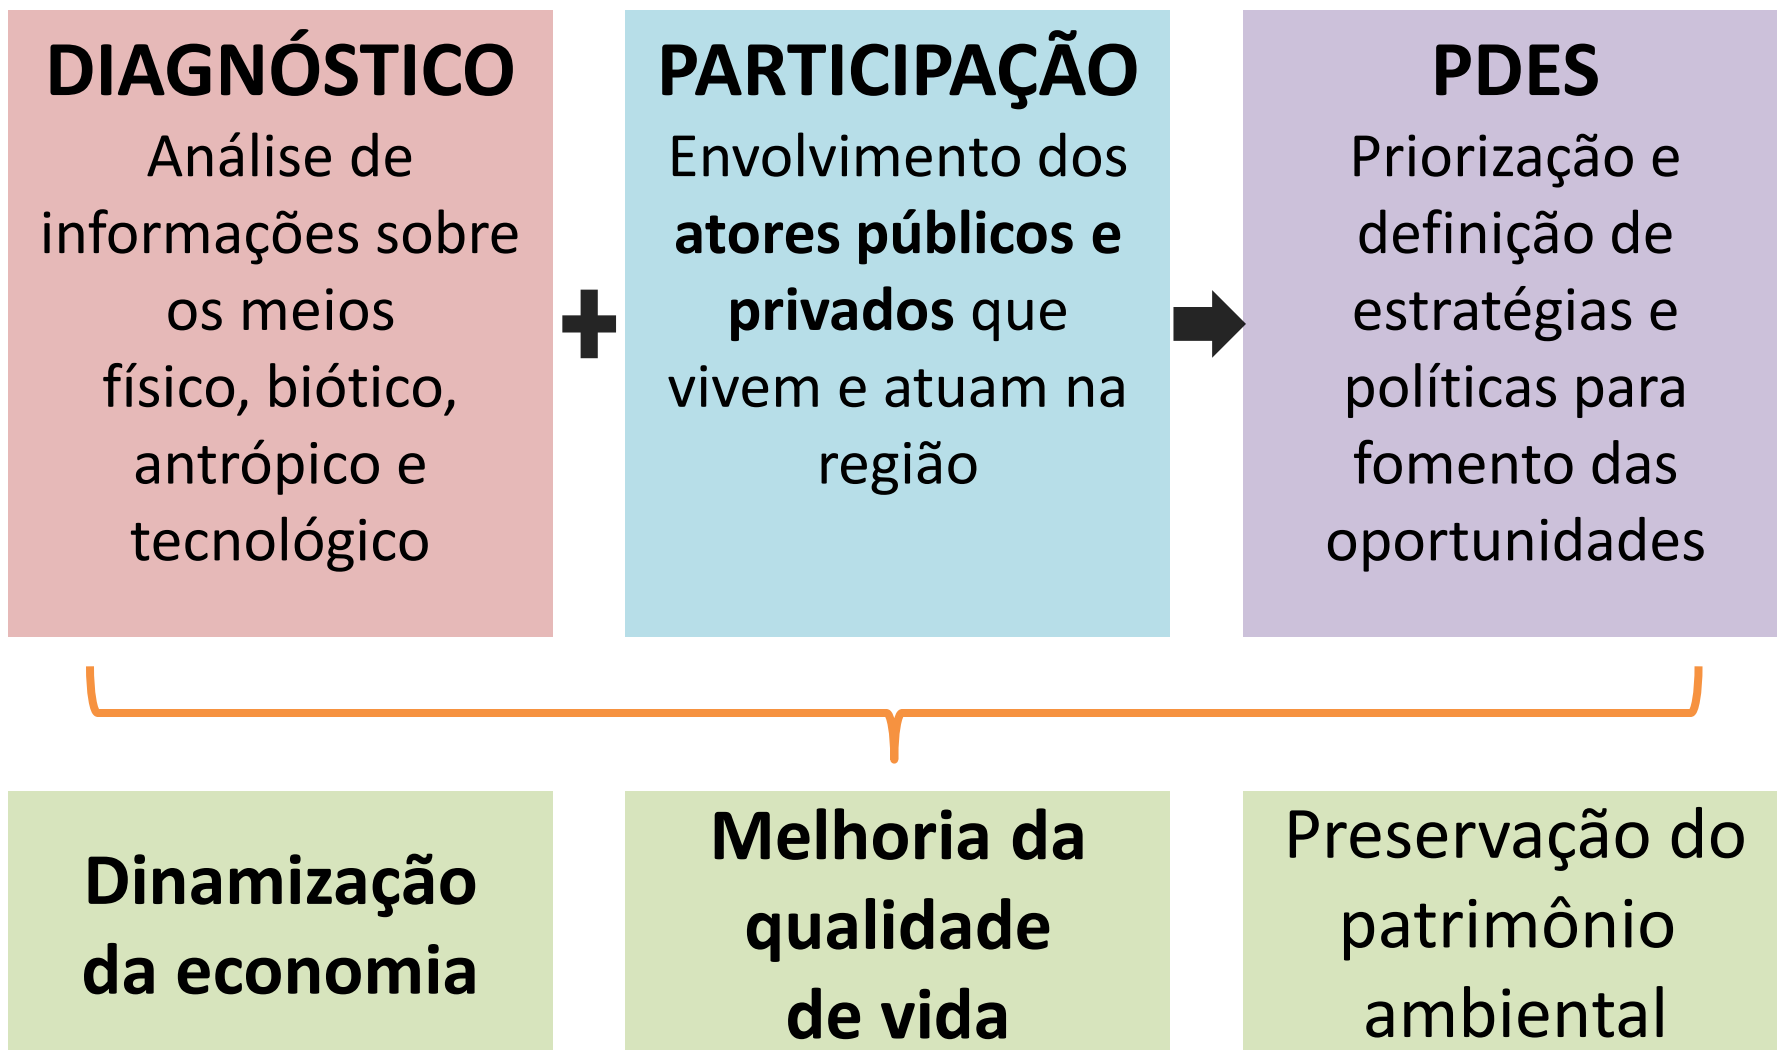 DIAGNÓSTICO
Análise de
informações sobre
os meios
físico, biótico,
antrópico e
tecnológico
PARTICIPAÇÃO
Envolvimento dos
atores públicos e
privados que
vivem e atuam na
região
PDES
Priorização e
definição de
estratégias e
políticas para
fomento das
oportunidades
Dinamização
da economia
Melhoria da
qualidade
de vida
Preservação do
patrimônio
ambiental